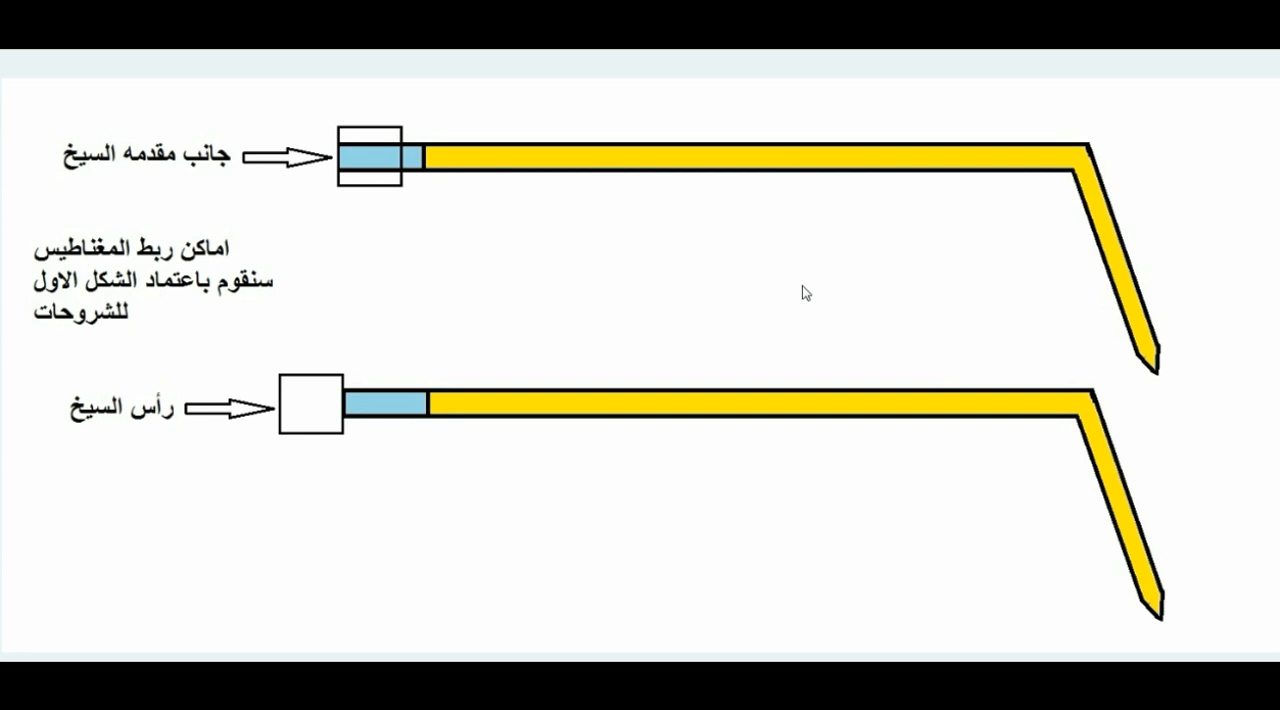 جانب مقدمه السيخ
اماكن ربط المغناطيس
سنقوم باعتماد الشكل الاول
للشروحات
رأس السيخ